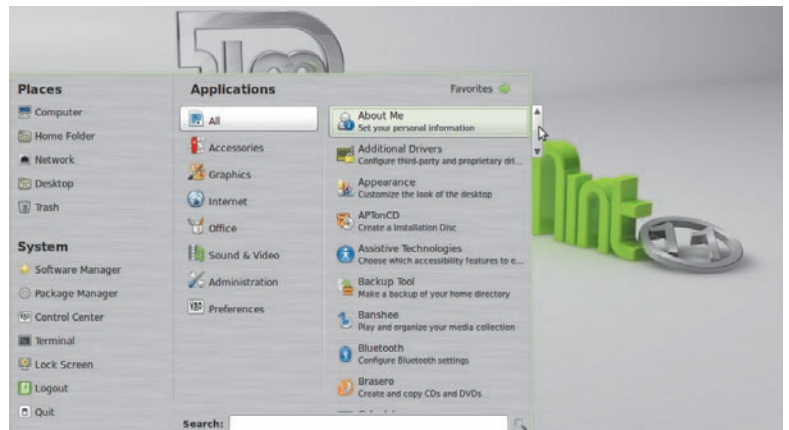 Places
Computer
Home Folder
Network
Desktop
Trash
System
Software Manager
Package Manager
Control Center
Terminal
Lock Screen
Logout
Quit
Applications
Favorites
All
Accessories
Graphics
Internet
Office
Sound & Video
Administration
Preferences
About Me
Set your personal information
Additional Drivers
Configure third-party and proprietary dri...
Appearance
Customize the look of the desktop
APTonCD
Create a Installation Disc
Assistive Technologies
Choose which accessibility features to e...
Backup Tool
Make a backup of your home directory
Banshee
Play and organize your media collection
Bluetooth
Configure Bluetooth settings
Brasero
Create and copy CDs and DVDs
Search:
mint
11